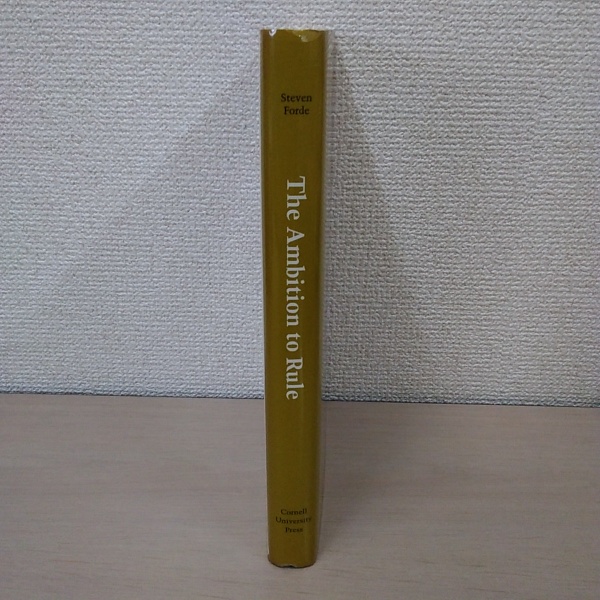 Steven
Forde
The Ambition to Rule
Cornell
University
Press